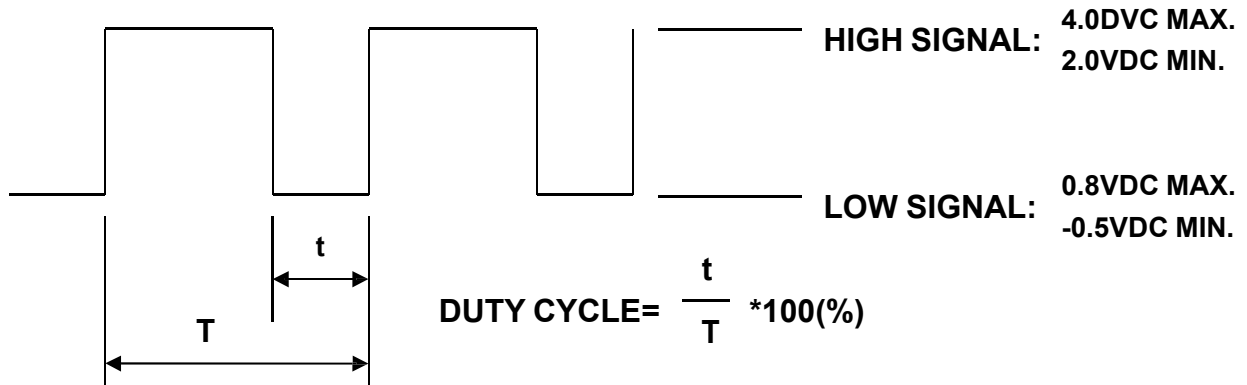 HIGH SIGNAL:
4.0DVC MAX.
2.0VDC MIN.
LOW SIGNAL:
0.8VDC MAX.
-0.5VDC MIN.
t
T
DUTY CYCLE= t/T *100(%)